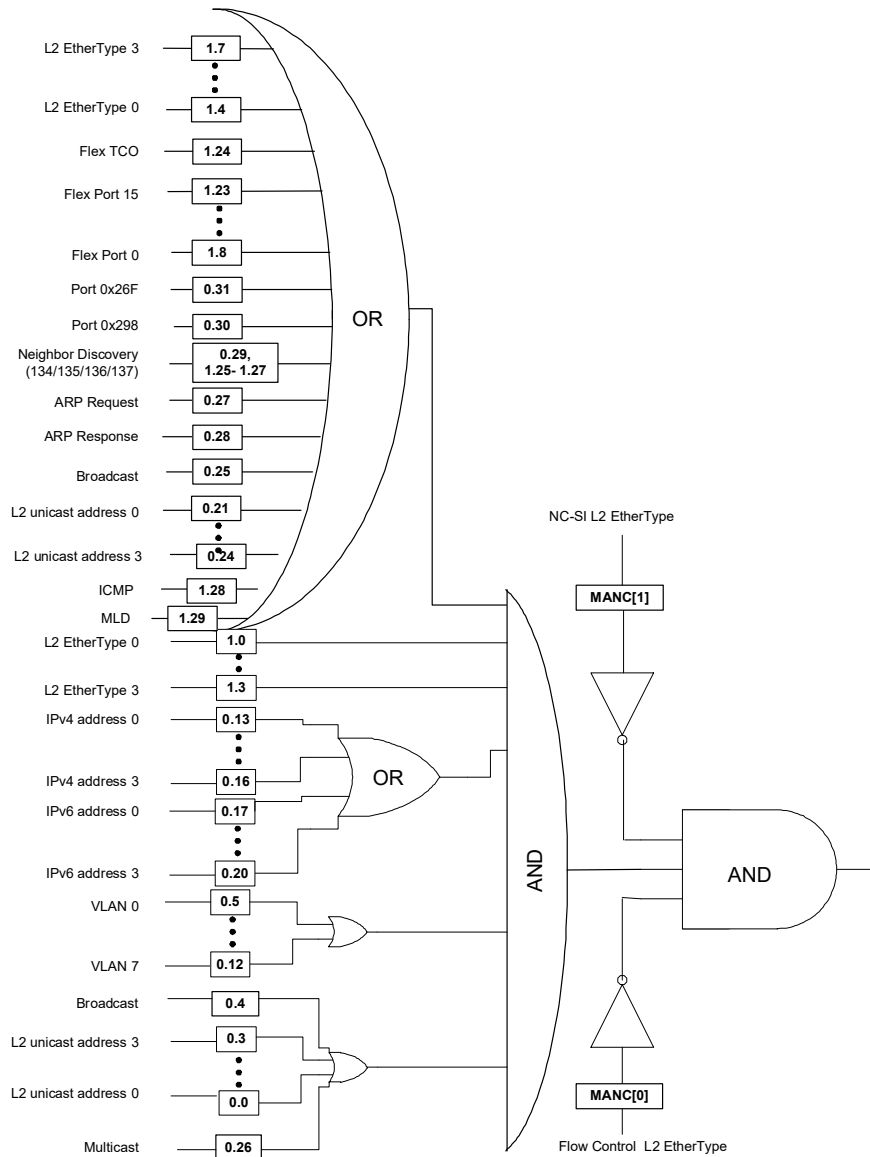 L2 EtherType 3
1.7
L2 EtherType 0
1.4
Flex TCO
1.24
Flex Port 15
1.23
Flex Port 0
1.8
Port 0x26F
0.31
OR
Port 0x298
0.30
Neighbor Discovery
(134/135/136/137)
0.29,
1.25- 1.27
ARP Request
0.27
ARP Response
0.28
Broadcast
0.25
L2 unicast address 0
0.21
L2 unicast address 3
0.24
ICMP
1.28
MLD
1.29
L2 EtherType 0
1.0
L2 EtherType 3
1.3
IPv4 address 0
0.13
IPv4 address 3
0.16
OR
IPv6 address 0
0.17
IPv6 address 3
0.20
VLAN 0
0.5
VLAN 7
0.12
Broadcast
0.4
L2 unicast address 3
0.3
L2 unicast address 0
0.0
Multicast
0.26
AND
NC-SI L2 EtherType
MANC[1]
AND
MANC[0]
Flow Control L2 EtherType